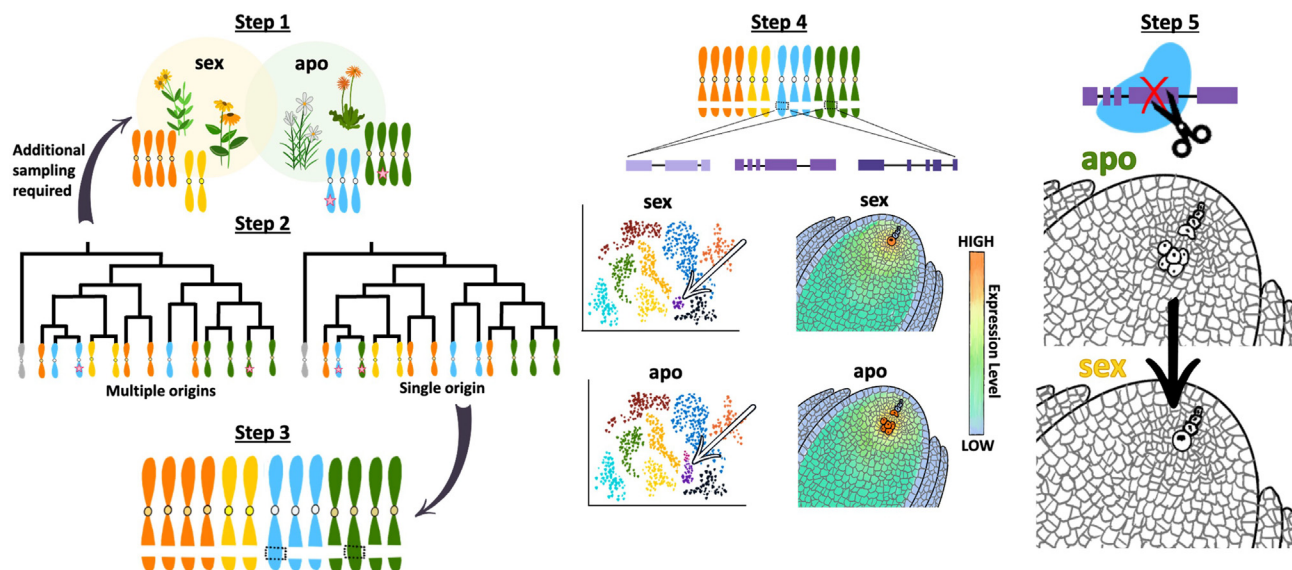 Step 1
sex
apo
Additional
sampling
required
Step 2
Multiple origins
Single origin
Step 3
Step 4
sex
sex
HIGH
Expression Level
LOW
apo
apo
Step 5
apo
sex